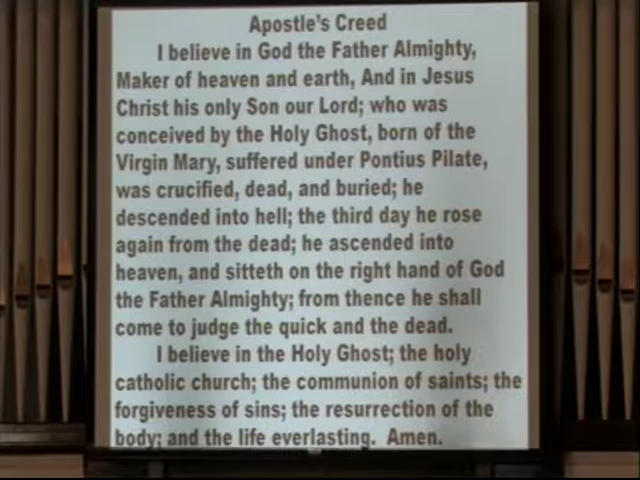 Apostle's Creed
I believe in God the Father Almighty,
Maker of heaven and earth, And in Jesus
Christ his only Son our Lord; who was
conceived by the Holy Ghost, born of the
Virgin Mary, suffered under Pontius Pilate,
was crucified, dead, and buried; he
descended into hell; the third day he rose
again from the dead; he ascended into
heaven, and sitteth on the right hand of God
the Father Almighty; from thence he shall
come to judge the quick and the dead.
I believe in the Holy Ghost; the holy
catholic church; the communion of saints; the
forgiveness of sins; the resurrection of the
body; and the life everlasting. Amen.